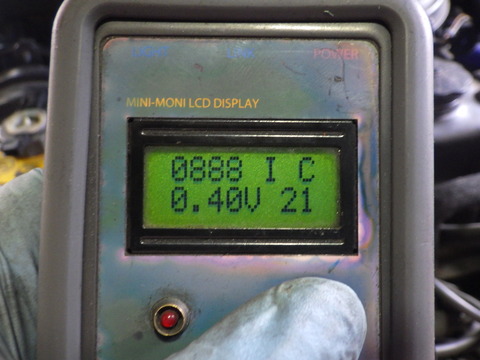 POWER
MINI-MONI LCD DISPLAY
0888 I C
0.40V 21